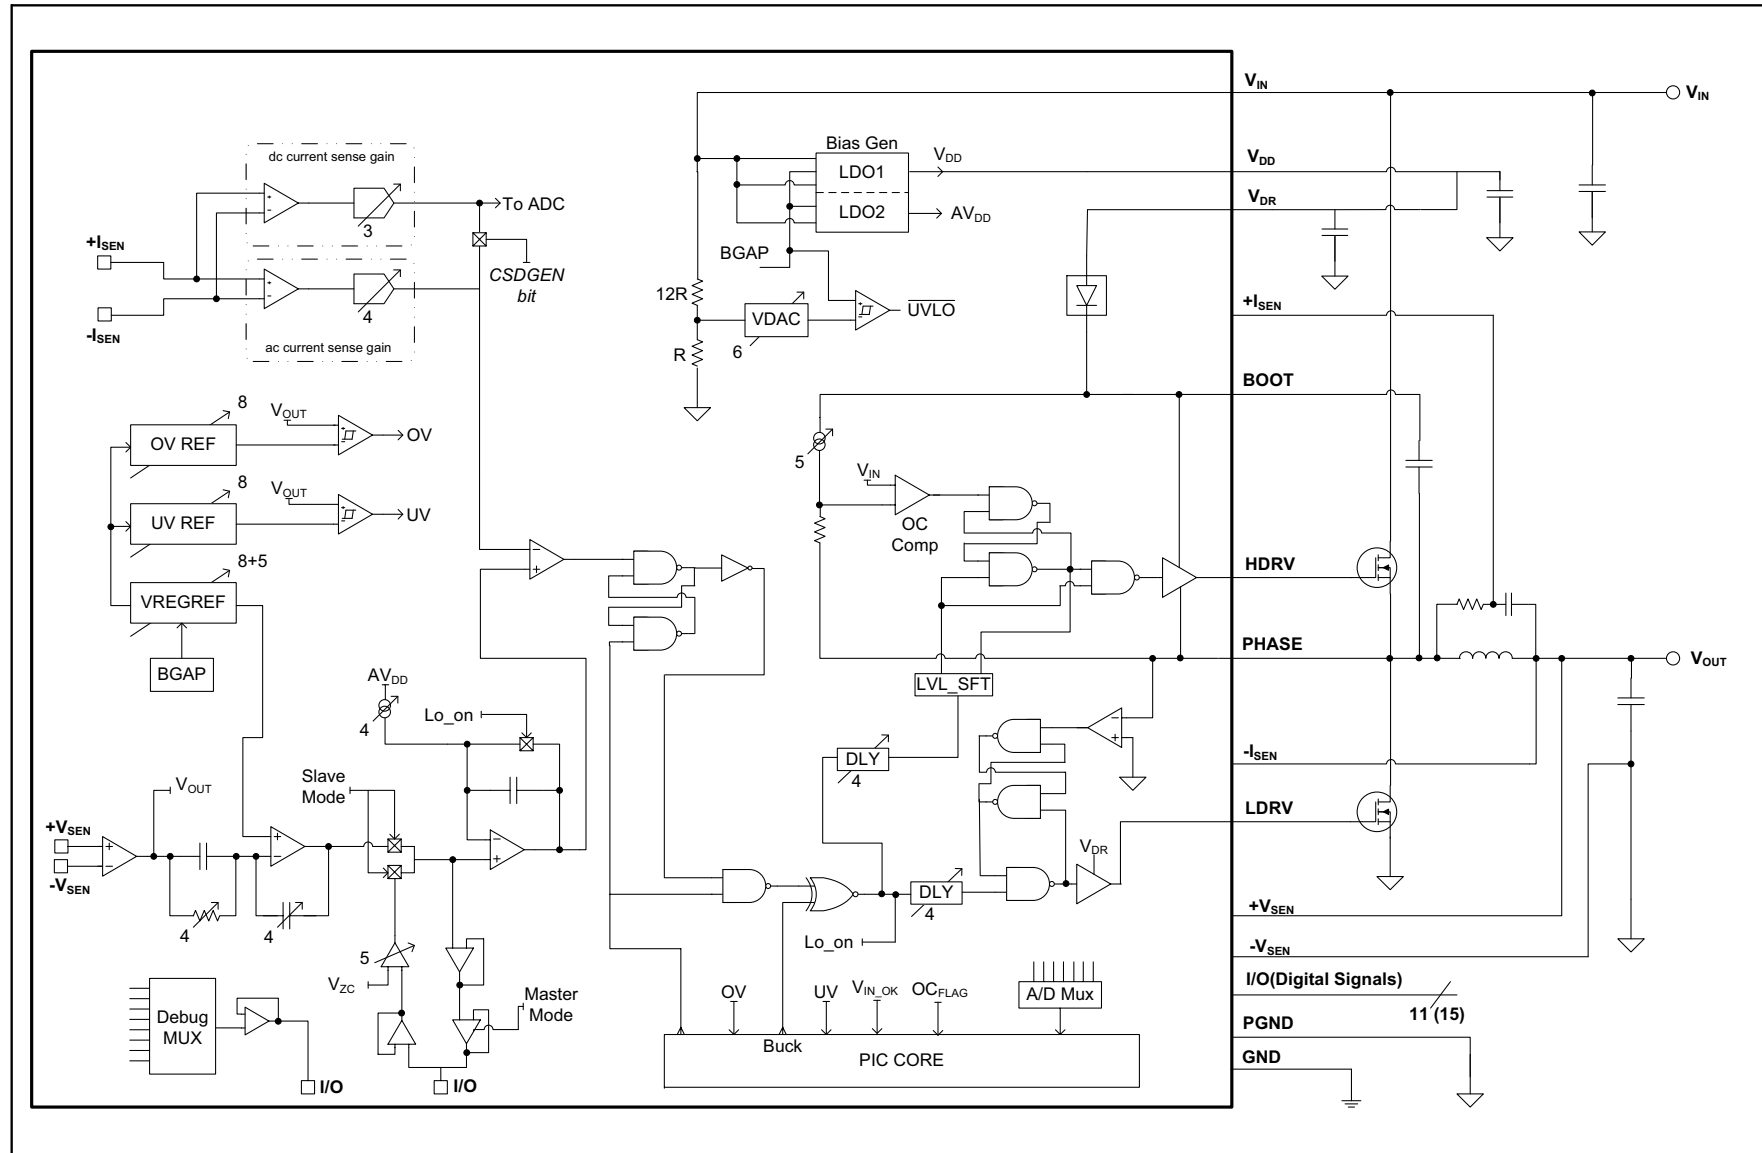 dc current sense gain
3
To ADC
+ISEN
-ISEN
CSDGEN
bit
4
ac current sense gain
VIN
VIN
Bias Gen
LDO1
LDO2
VDD
AVDD
VDD
VDR
BGAP
12R
R
VDAC
6
UVLO
+ISEN
BOOT
8
OV REF
VOUT
OV
8
UV REF
VOUT
UV
8+5
VREGREF
BGAP
5
VIN
OC
Comp
HDRV
PHASE
VOUT
LVL_SFT
AVDD
4
Lo_on
DLY
4
-ISEN
LDRV
Slave
Mode
VOUT
+VSEN
-VSEN
4
4
VDR
DLY
4
Lo_on
+VSEN
-VSEN
5
VZC
Master
Mode
Debug
MUX
I/O
I/O
OV
Buck
UV
VIN_OK
OCFLAG
A/D Mux
PIC CORE
I/O(Digital Signals)
11 (15)
PGND
GND